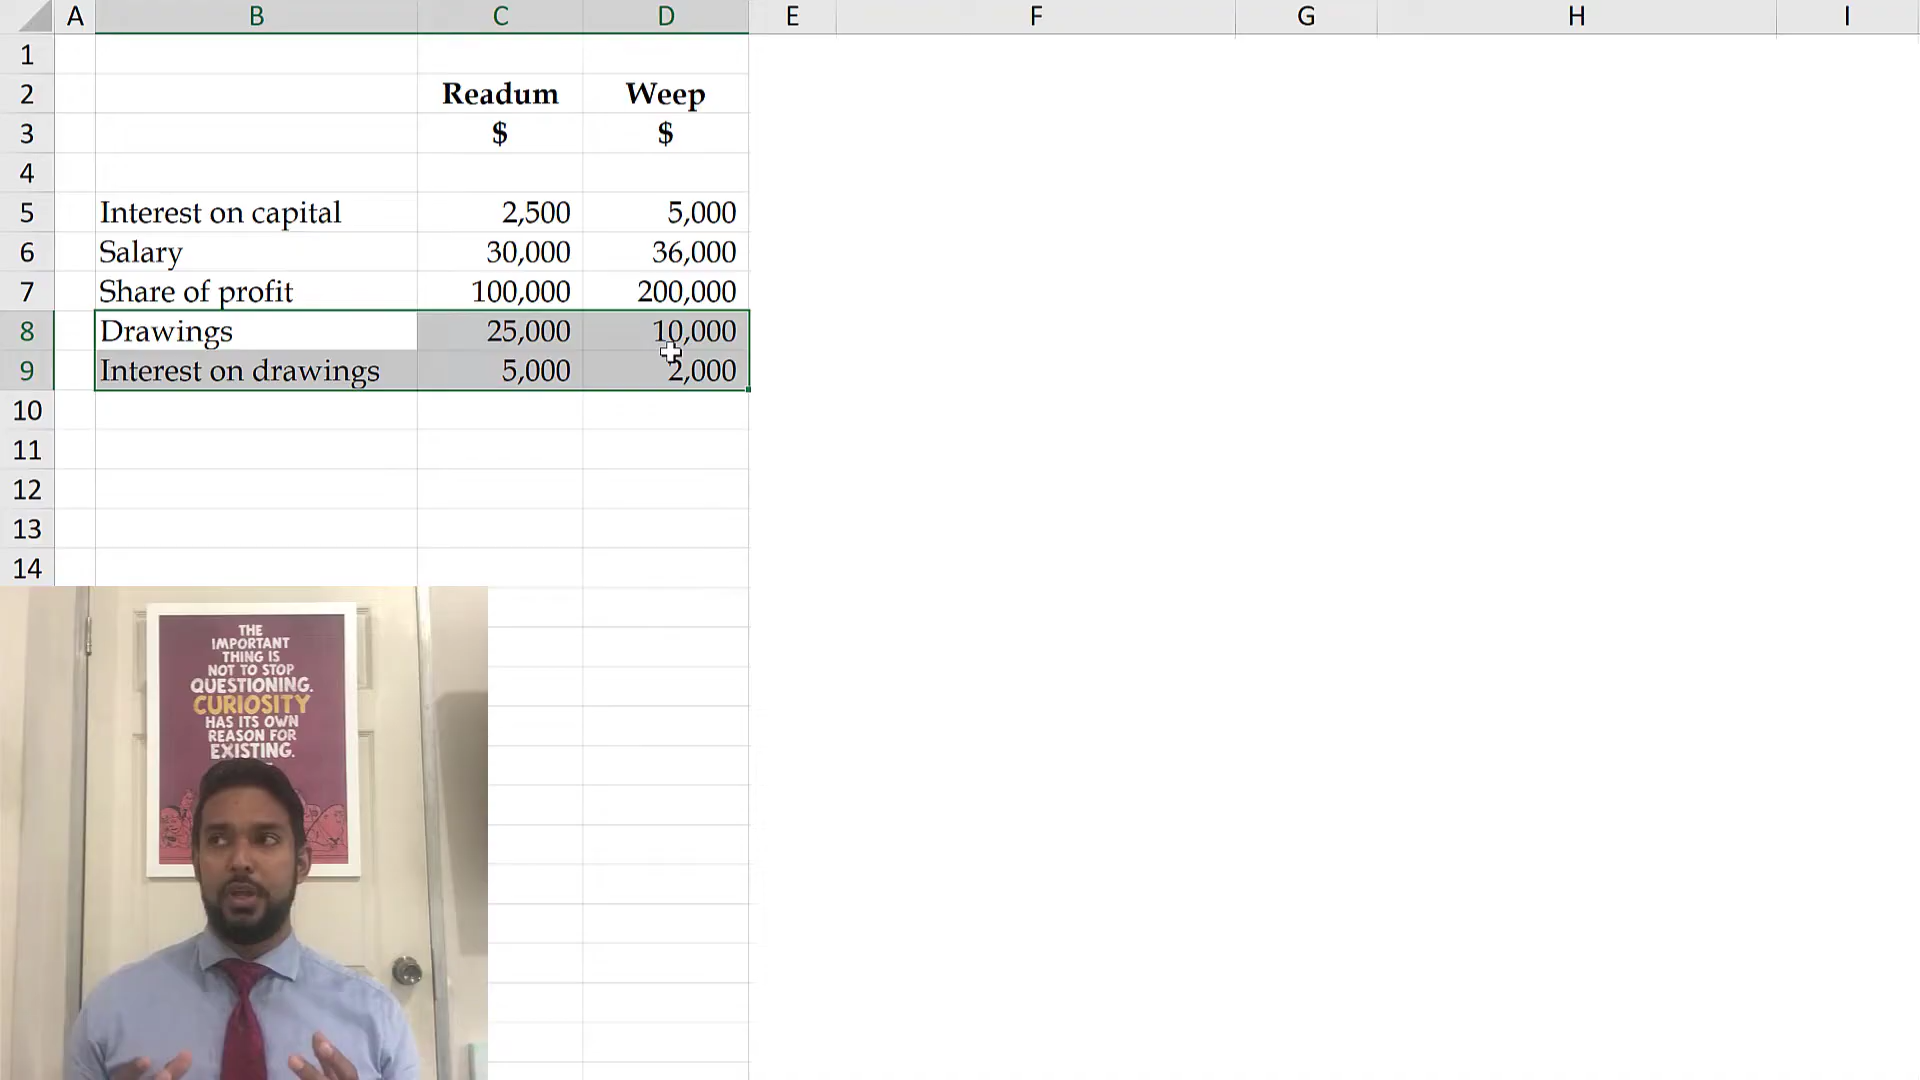 A B C D E F G H I
1
2 Readum Weep
3 $ $
4
5 Interest on capital 2,500 5,000
6 Salary 30,000 36,000
7 Share of profit 100,000 200,000
8 Drawings 25,000 10,000
9 Interest on drawings 5,000 2,000
10
11
12
13
14
THE
IMPORTANT
THING IS
NOT TO STOP
QUESTIONING.
CURIOSITY
HAS ITS OWN
REASON FOR
EXISTING.